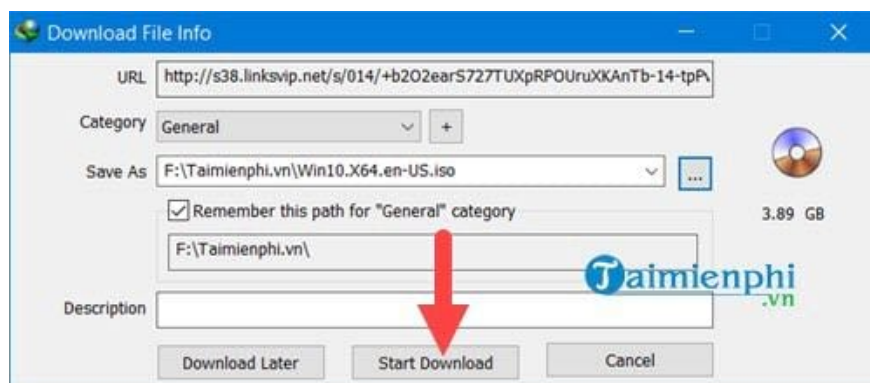 Download File Info
URL http://s38.linksvip.net/s/014/+b2O2earS727TUXpRPOUruXKAnTb-14-tpP
Category General +
Save As F:\Taimienphi.vn\Win10.X64.en-US.iso ...
Remember this path for "General" category
3.89 GB
F:\Taimienphi.vn\
Taimienphi
.vn
Description
Download Later Start Download Cancel